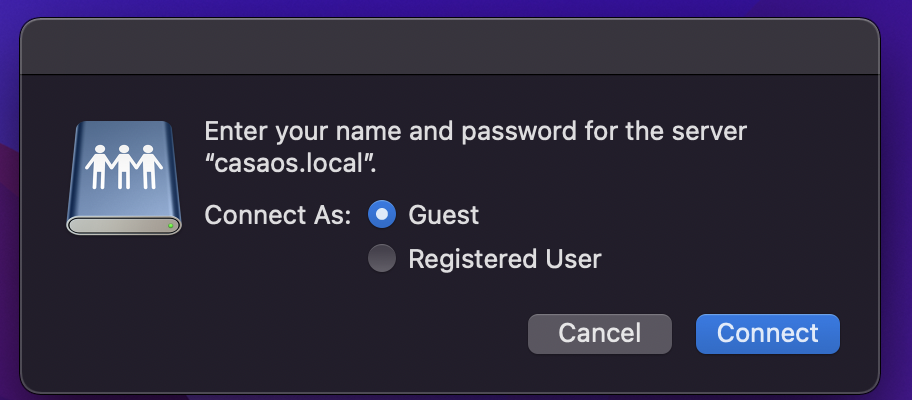 Enter your name and password for the server
“casaos.local”.
Connect As: Guest
Registered User
Cancel Connect